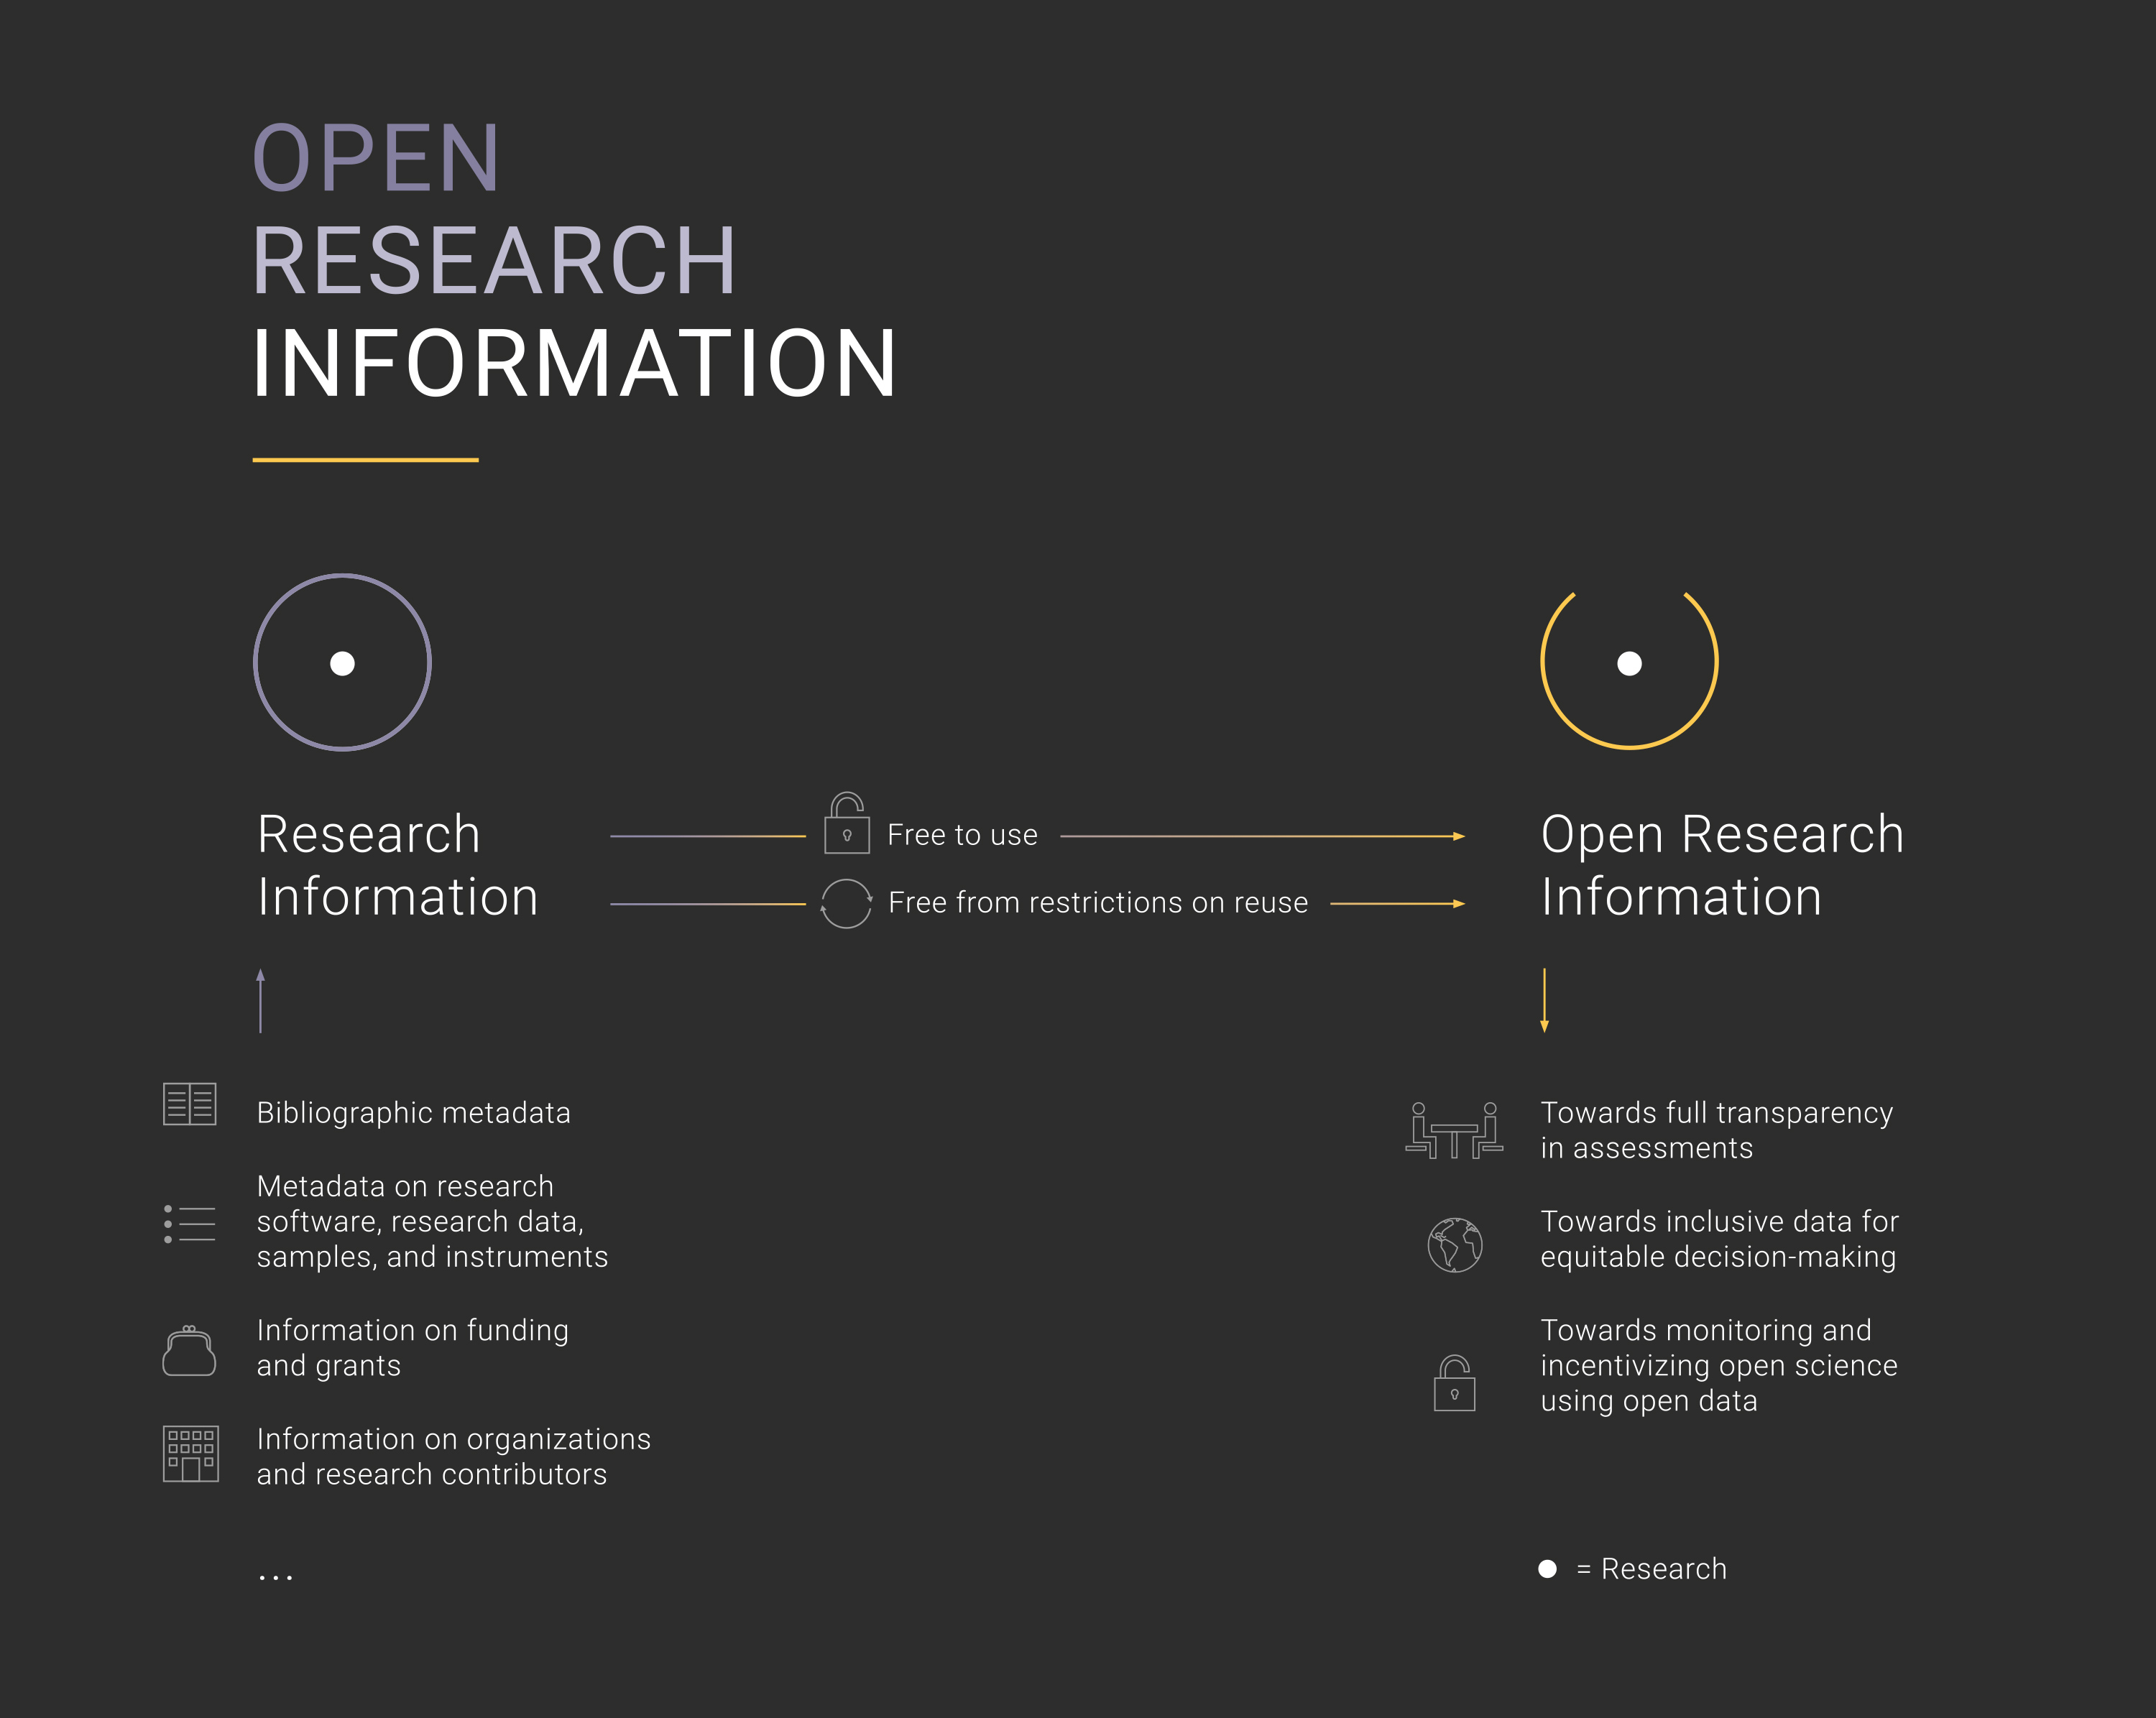 OPEN
RESEARCH
INFORMATION
Research
Information
Free to use
Free from restrictions on reuse
Open Research
Information
Bibliographic metadata
Metadata on research
software, research data,
samples, and instruments
Information on funding
and grants
Information on organizations
and research contributors
...
Towards full transparency
in assessments
Towards inclusive data for
equitable decision-making
Towards monitoring and
incentivizing open science
using open data
= Research